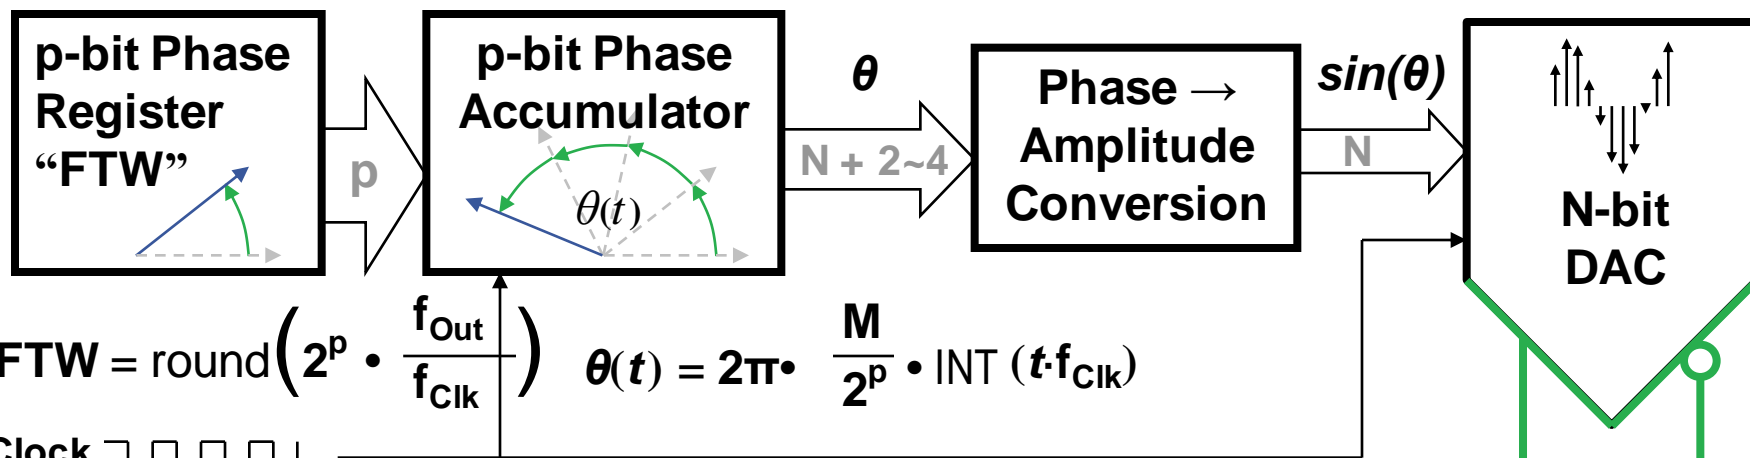 p-bit Phase
Register
“FTW”
p
p-bit Phase
Accumulator
θ(t)
θ
N + 2~4
Phase →
Amplitude
Conversion
sin(θ)
N
N-bit
DAC
FTW = round(2^p • f_Out / f_Clk)
θ(t) = 2π• M / 2^p • INT (t·f_Clk)
Clock